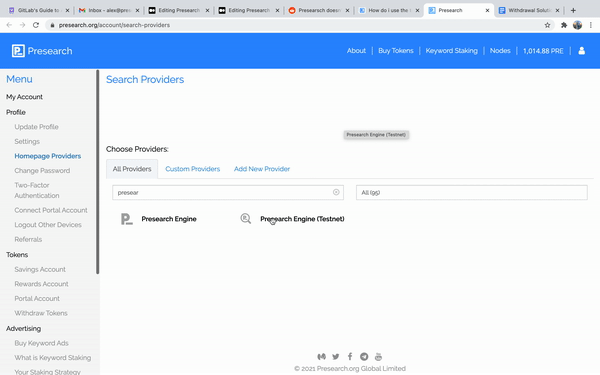 GitLab's Guide to
Inbox - alex@pre
Editing Presearch
Editing Presearch
Presearch doesn
How do i use the
Presearch
Withdrawal Soluti
presearch.org/account/search-providers
Presearch
About
Buy Tokens
Keyword Staking
Nodes
1,014.88 PRE
Menu
My Account
Profile
Update Profile
Settings
Homepage Providers
Change Password
Two-Factor
Authentication
Connect Portal Account
Logout Other Devices
Referrals
Tokens
Savings Account
Rewards Account
Portal Account
Withdraw Tokens
Advertising
Buy Keyword Ads
What is Keyword Staking
Your Staking Strategy
Search Providers
Presearch Engine (Testnet)
Choose Providers:
All Providers
Custom Providers
Add New Provider
presear
All (95)
Presearch Engine
Presearch Engine (Testnet)
© 2021 Presearch.org Global Limited